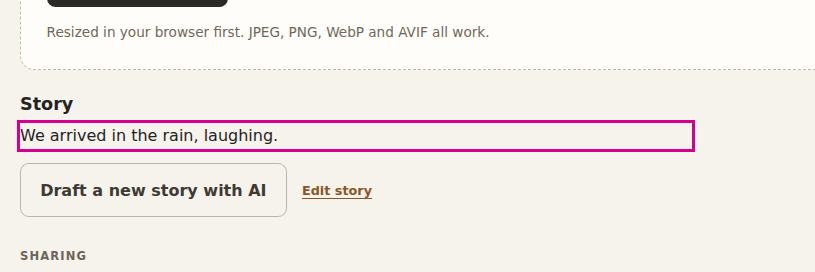 Resized in your browser first. JPEG, PNG, WebP and AVIF all work.
Story
We arrived in the rain, laughing.
Draft a new story with AI
Edit story
SHARING